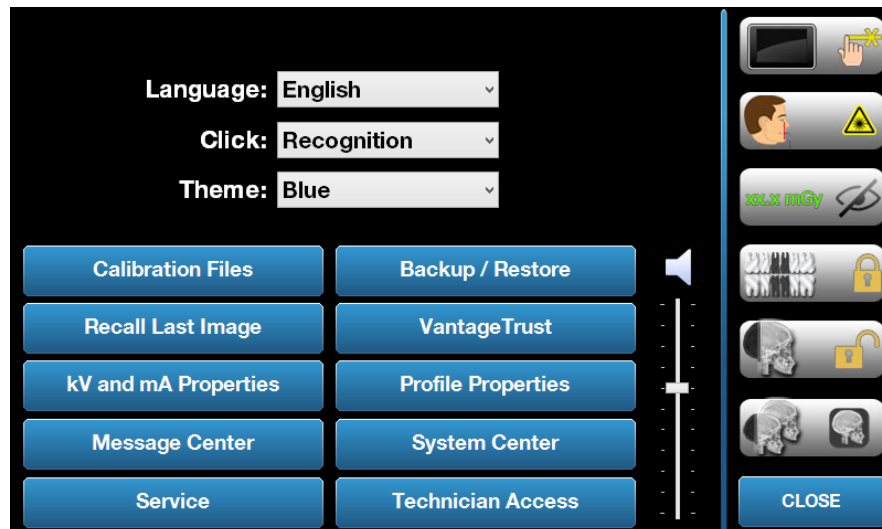 Language: English
Click: Recognition
Theme: Blue
xx.x mGy
Calibration Files
Backup / Restore
Recall Last Image
VantageTrust
kV and mA Properties
Profile Properties
Message Center
System Center
Service
Technician Access
CLOSE